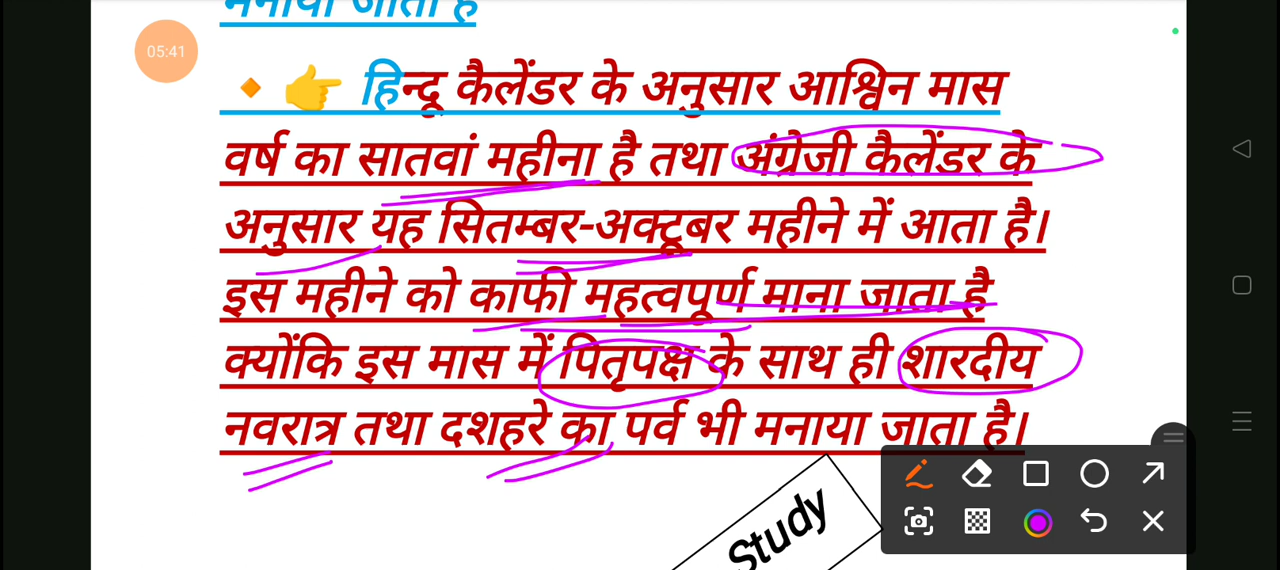 मनाया जाता है
05:41
🔸 👉 हिन्दू कैलेंडर के अनुसार आश्विन मास
वर्ष का सातवां महीना है तथा अंग्रेजी कैलेंडर के
अनुसार यह सितम्बर-अक्टूबर महीने में आता है।
इस महीने को काफी महत्वपूर्ण माना जाता है
क्योंकि इस मास में पितृपक्ष के साथ ही शारदीय
नवरात्र तथा दशहरे का पर्व भी मनाया जाता है।
Study